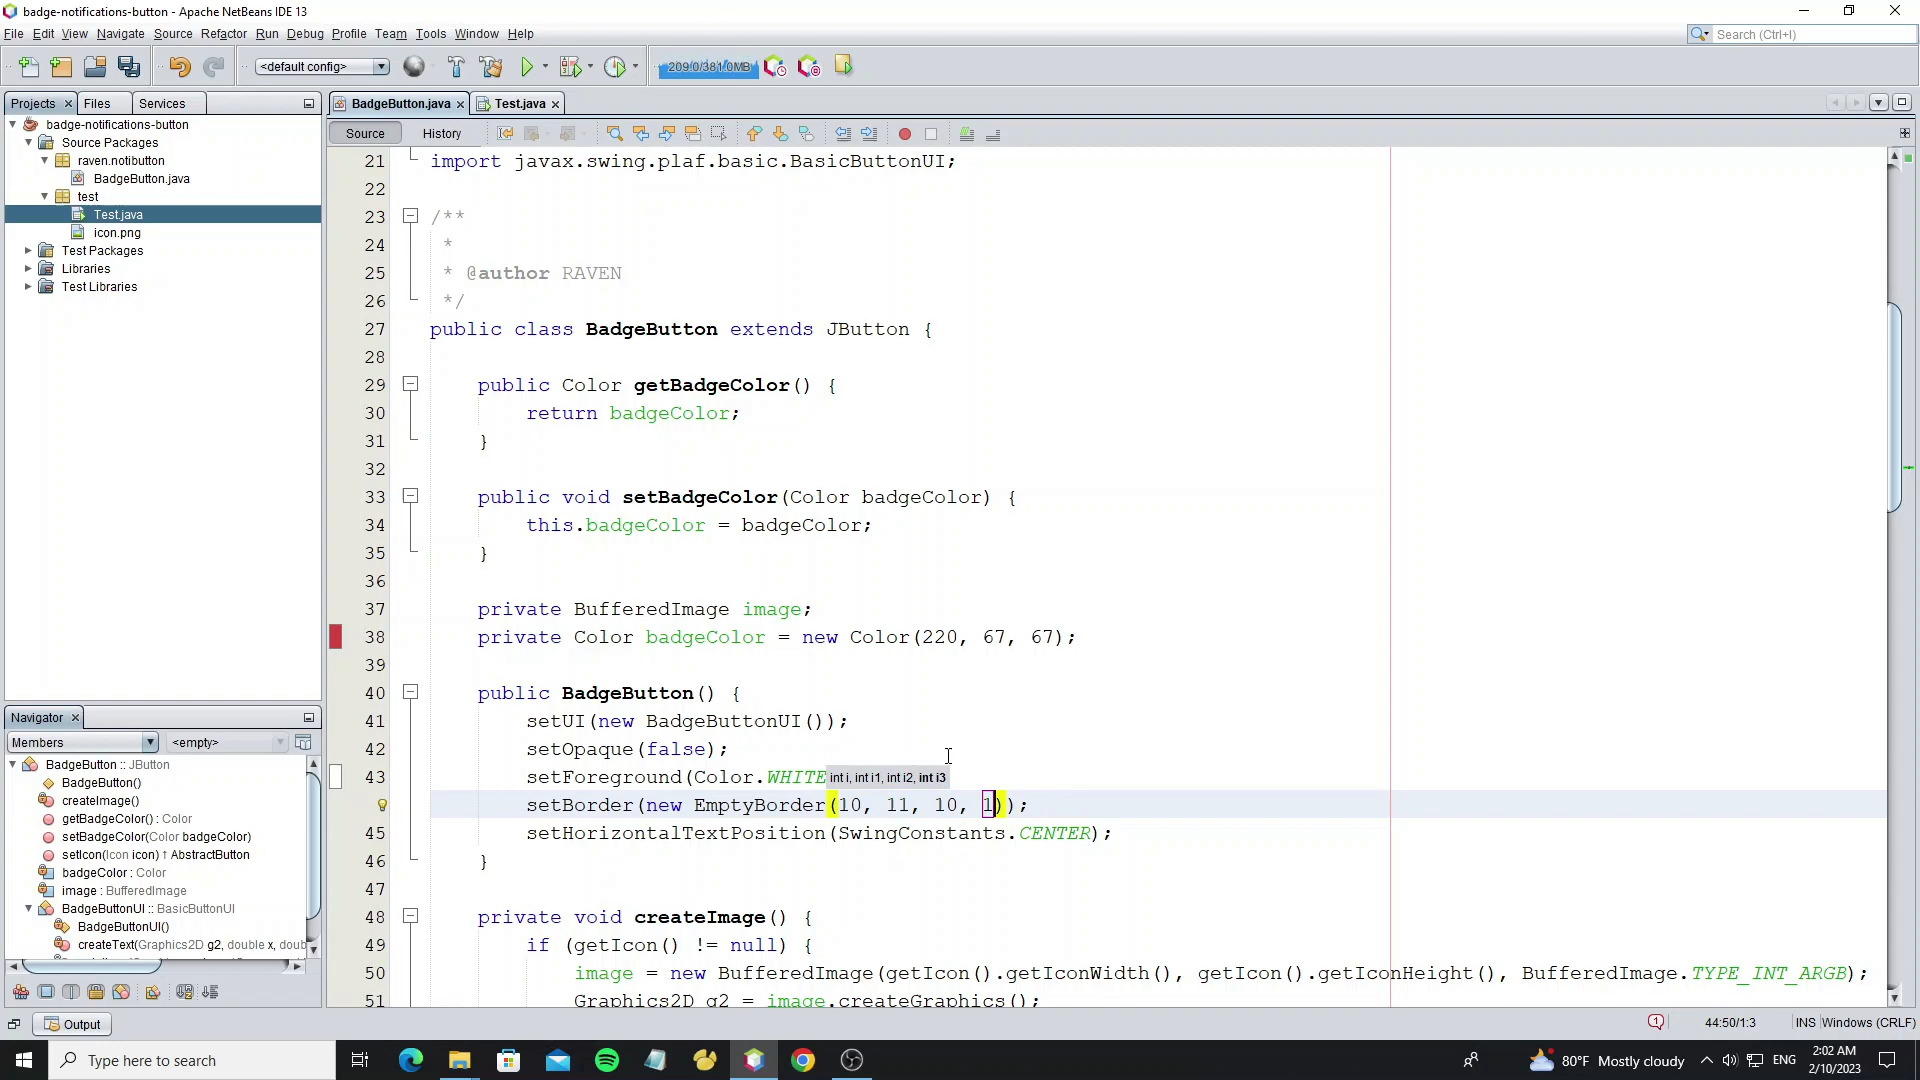 badge-notifications-button - Apache NetBeans IDE 13
File Edit View Navigate Source Refactor Run Debug Profile Team Tools Window Help
Search (Ctrl+I)
<default config>
209.0/381.0MB
Projects Files Services
badge-notifications-button
Source Packages
raven.notibutton
BadgeButton.java
test
Test.java
icon.png
Test Packages
Libraries
Test Libraries
BadgeButton.java Test.java
Source History
21 import javax.swing.plaf.basic.BasicButtonUI;
22
23 /**
24 *
25 * @author RAVEN
26 */
27 public class BadgeButton extends JButton {
28
29 public Color getBadgeColor() {
30 return badgeColor;
31 }
32
33 public void setBadgeColor(Color badgeColor) {
34 this.badgeColor = badgeColor;
35 }
36
37 private BufferedImage image;
38 private Color badgeColor = new Color(220, 67, 67);
39
40 public BadgeButton() {
41 setUI(new BadgeButtonUI());
42 setOpaque(false);
43 setForeground(Color.WHITE
int i, int i1, int i2, int i3
setBorder(new EmptyBorder(10, 11, 10, 1));
45 setHorizontalTextPosition(SwingConstants.CENTER);
46 }
47
48 private void createImage() {
49 if (getIcon() != null) {
50 image = new BufferedImage(getIcon().getIconWidth(), getIcon().getIconHeight(), BufferedImage.TYPE_INT_ARGB);
51 Graphics2D g2 = image.createGraphics();
Navigator
Members <empty>
BadgeButton :: JButton
BadgeButton()
createImage()
getBadgeColor() : Color
setBadgeColor(Color badgeColor)
setIcon(Icon icon) ↑ AbstractButton
badgeColor : Color
image : BufferedImage
BadgeButtonUI :: BasicButtonUI
BadgeButtonUI()
createText(Graphics2D g2, double x, doub
Output
1 44:50/1:3 INS Windows (CRLF)
Type here to search
80°F Mostly cloudy ENG
2:02 AM
2/10/2023